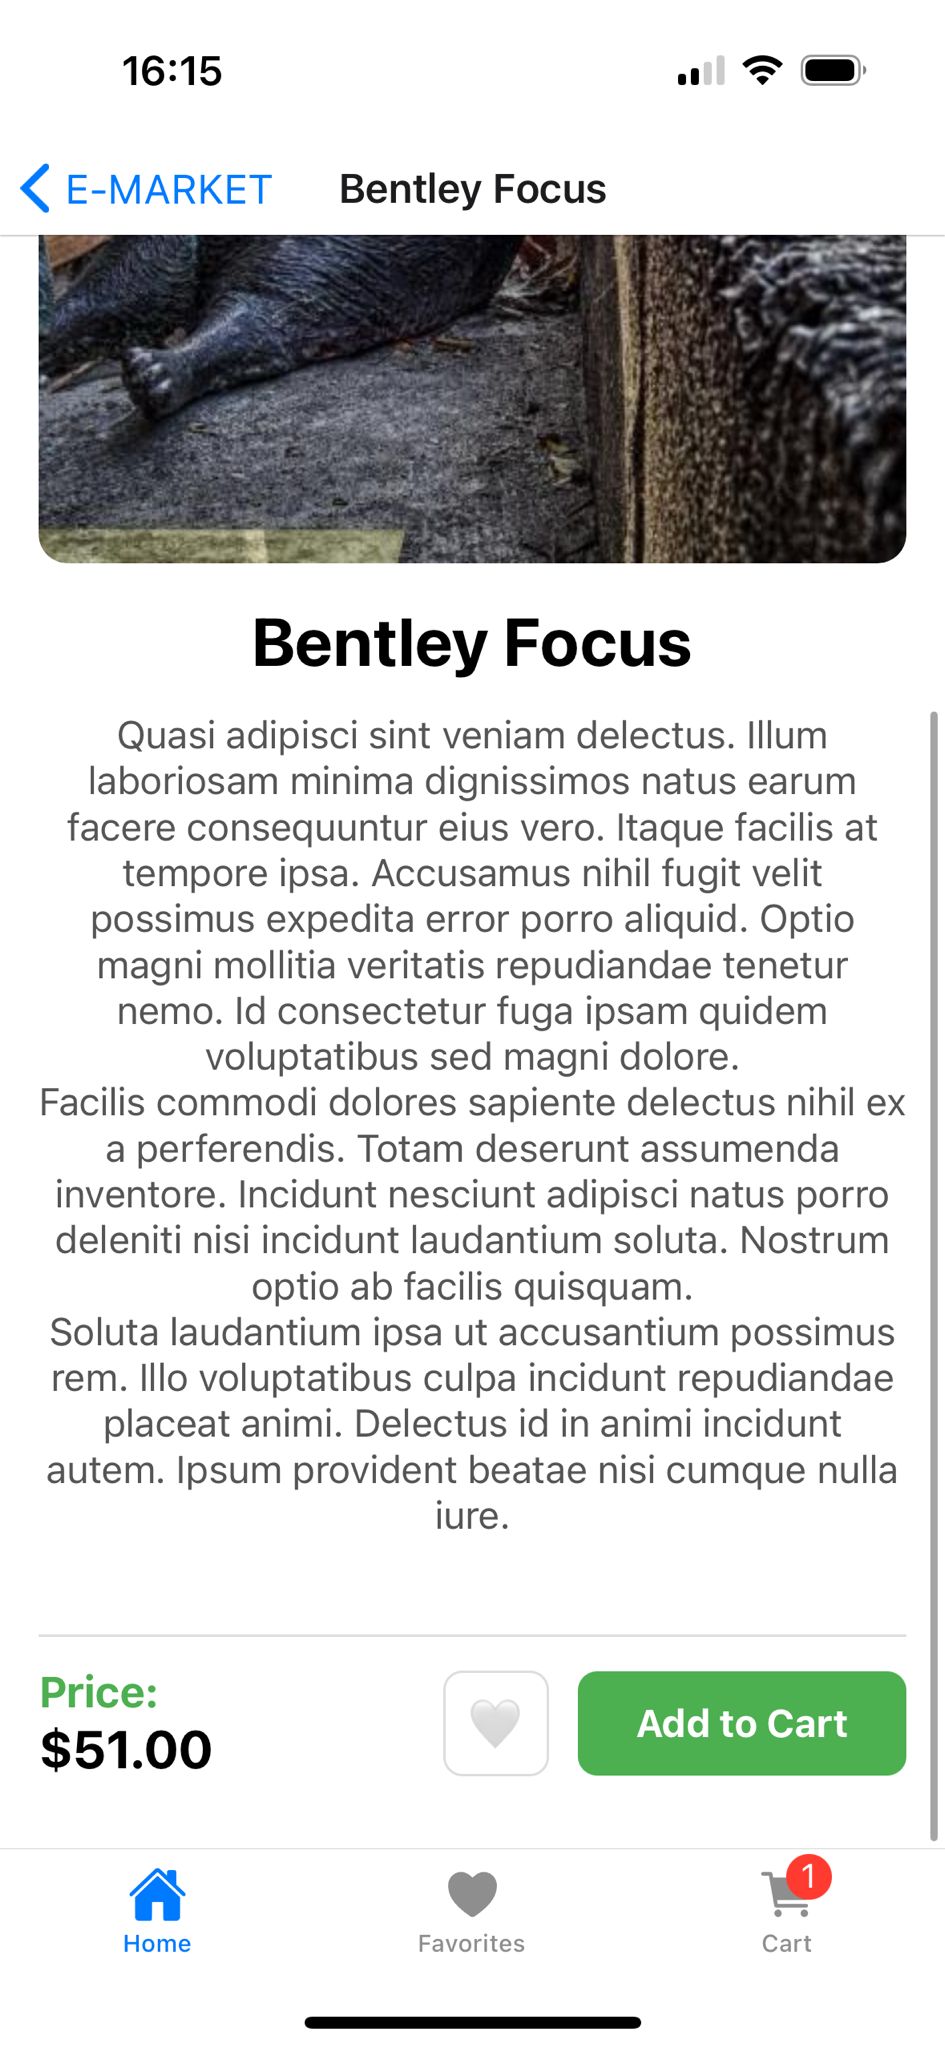 16:15
E-MARKET
Bentley Focus
Bentley Focus
Quasi adipisci sint veniam delectus. Illum
laboriosam minima dignissimos natus earum
facere consequuntur eius vero. Itaque facilis at
tempore ipsa. Accusamus nihil fugit velit
possimus expedita error porro aliquid. Optio
magni mollitia veritatis repudiandae tenetur
nemo. Id consectetur fuga ipsam quidem
voluptatibus sed magni dolore.
Facilis commodi dolores sapiente delectus nihil ex
a perferendis. Totam deserunt assumenda
inventore. Incidunt nesciunt adipisci natus porro
deleniti nisi incidunt laudantium soluta. Nostrum
optio ab facilis quisquam.
Soluta laudantium ipsa ut accusantium possimus
rem. Illo voluptatibus culpa incidunt repudiandae
placeat animi. Delectus id in animi incidunt
autem. Ipsum provident beatae nisi cumque nulla
iure.
Price:
$51.00
Add to Cart
1
Home
Favorites
Cart